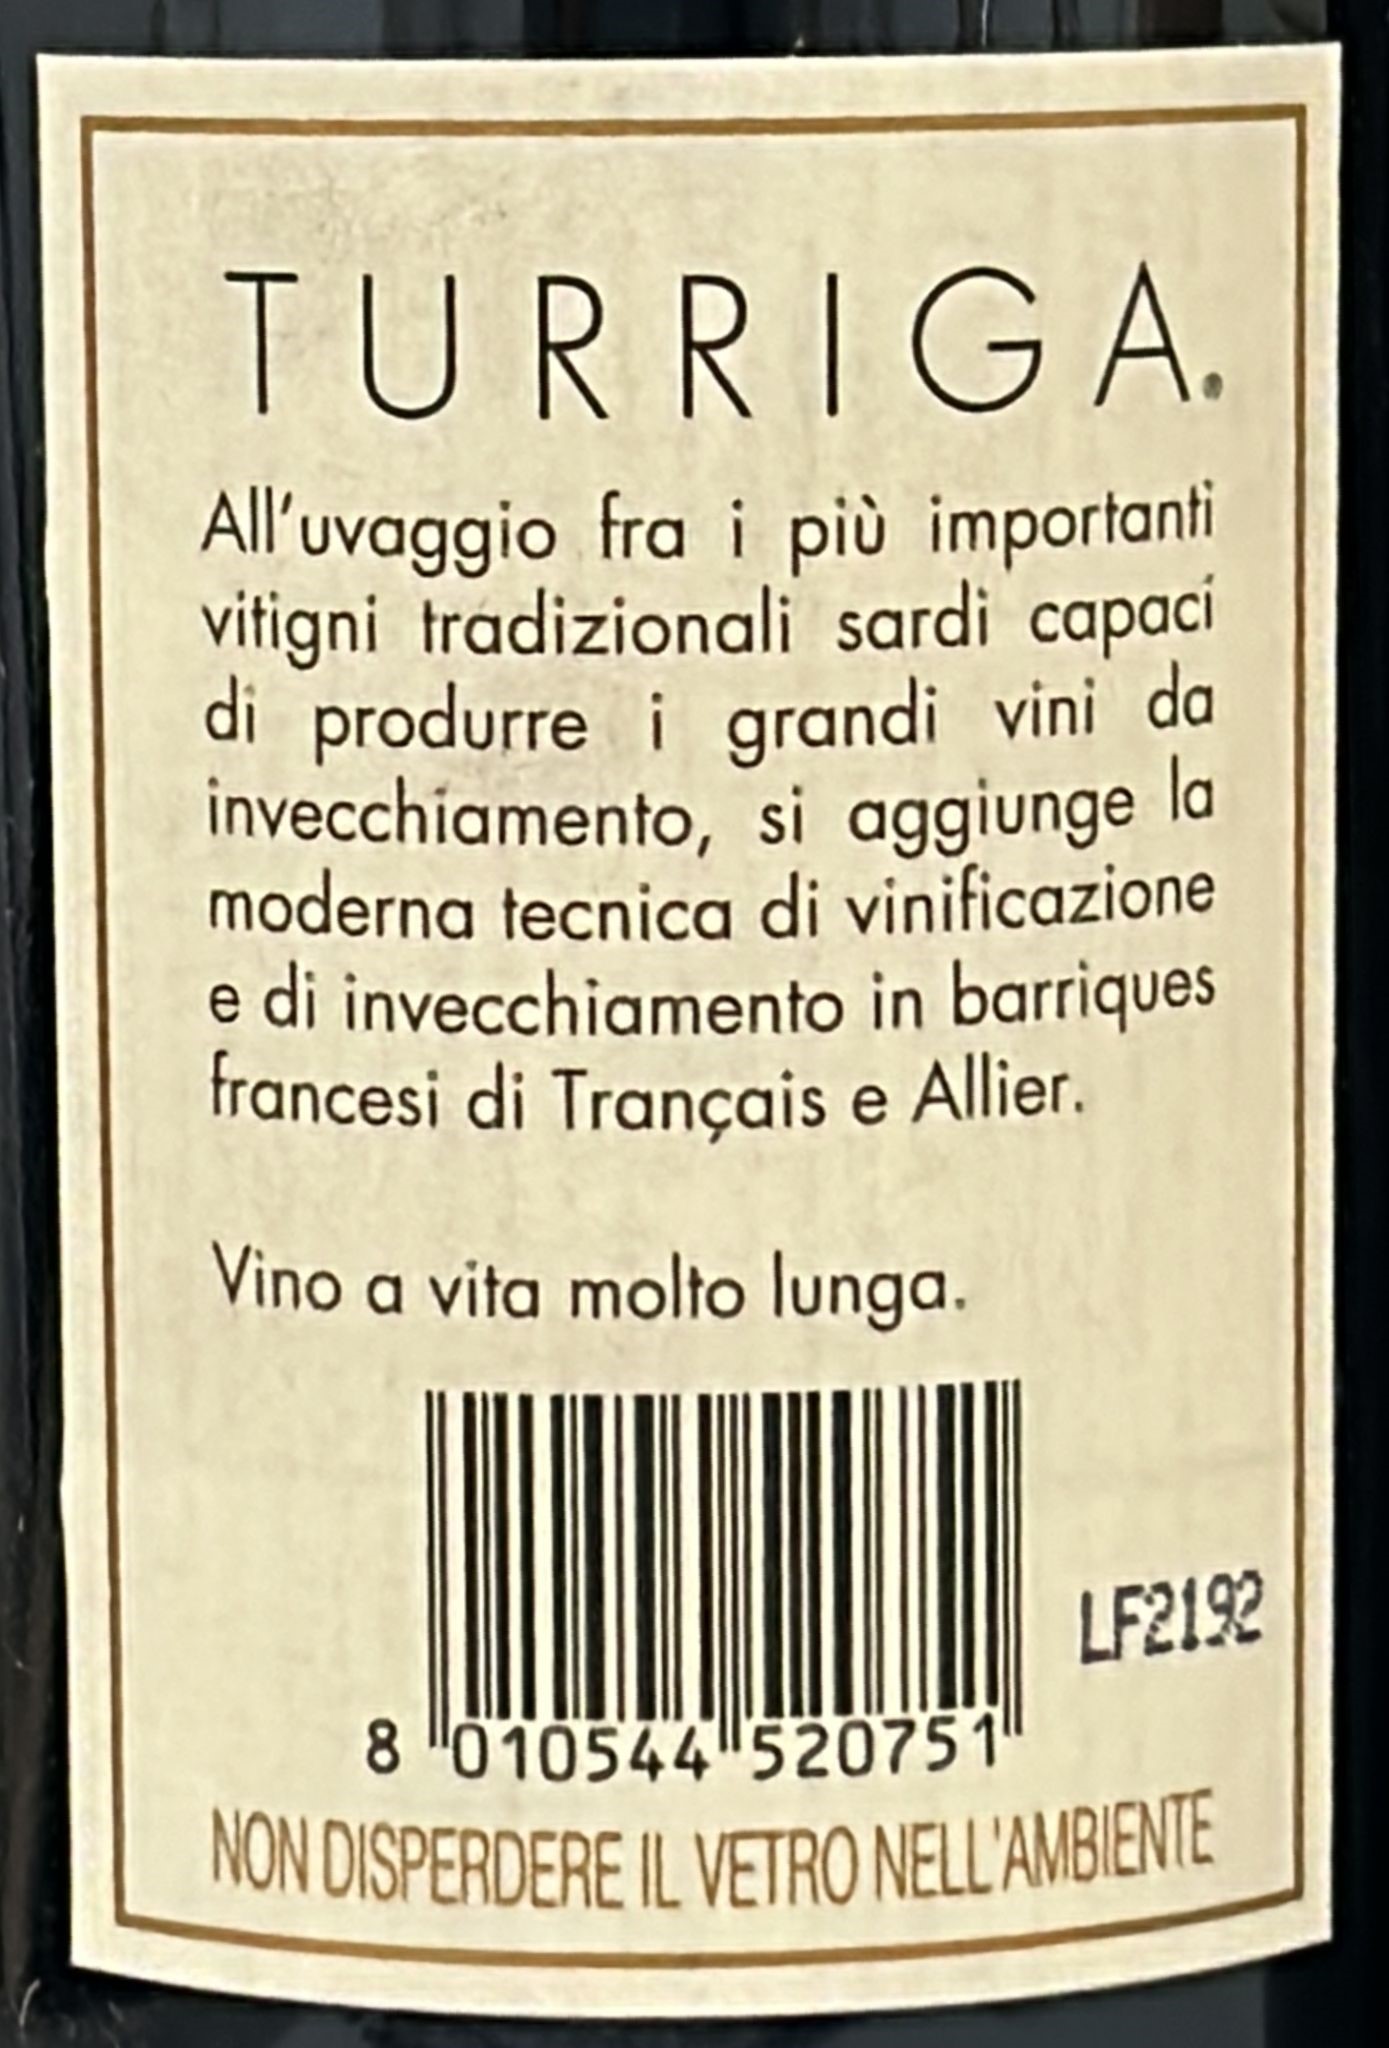 TURRIGA.
All'uvaggio fra i più importanti
vitigni tradizionali sardi capaci
di produrre i grandi vini da
invecchiamento, si aggiunge la
moderna tecnica di vinificazione
e di invecchiamento in barriques
francesi di Trançais e Allier.
Vino a vita molto lunga.
LF2192
8 010544 520751
NON DISPERDERE IL VETRO NELL'AMBIENTE